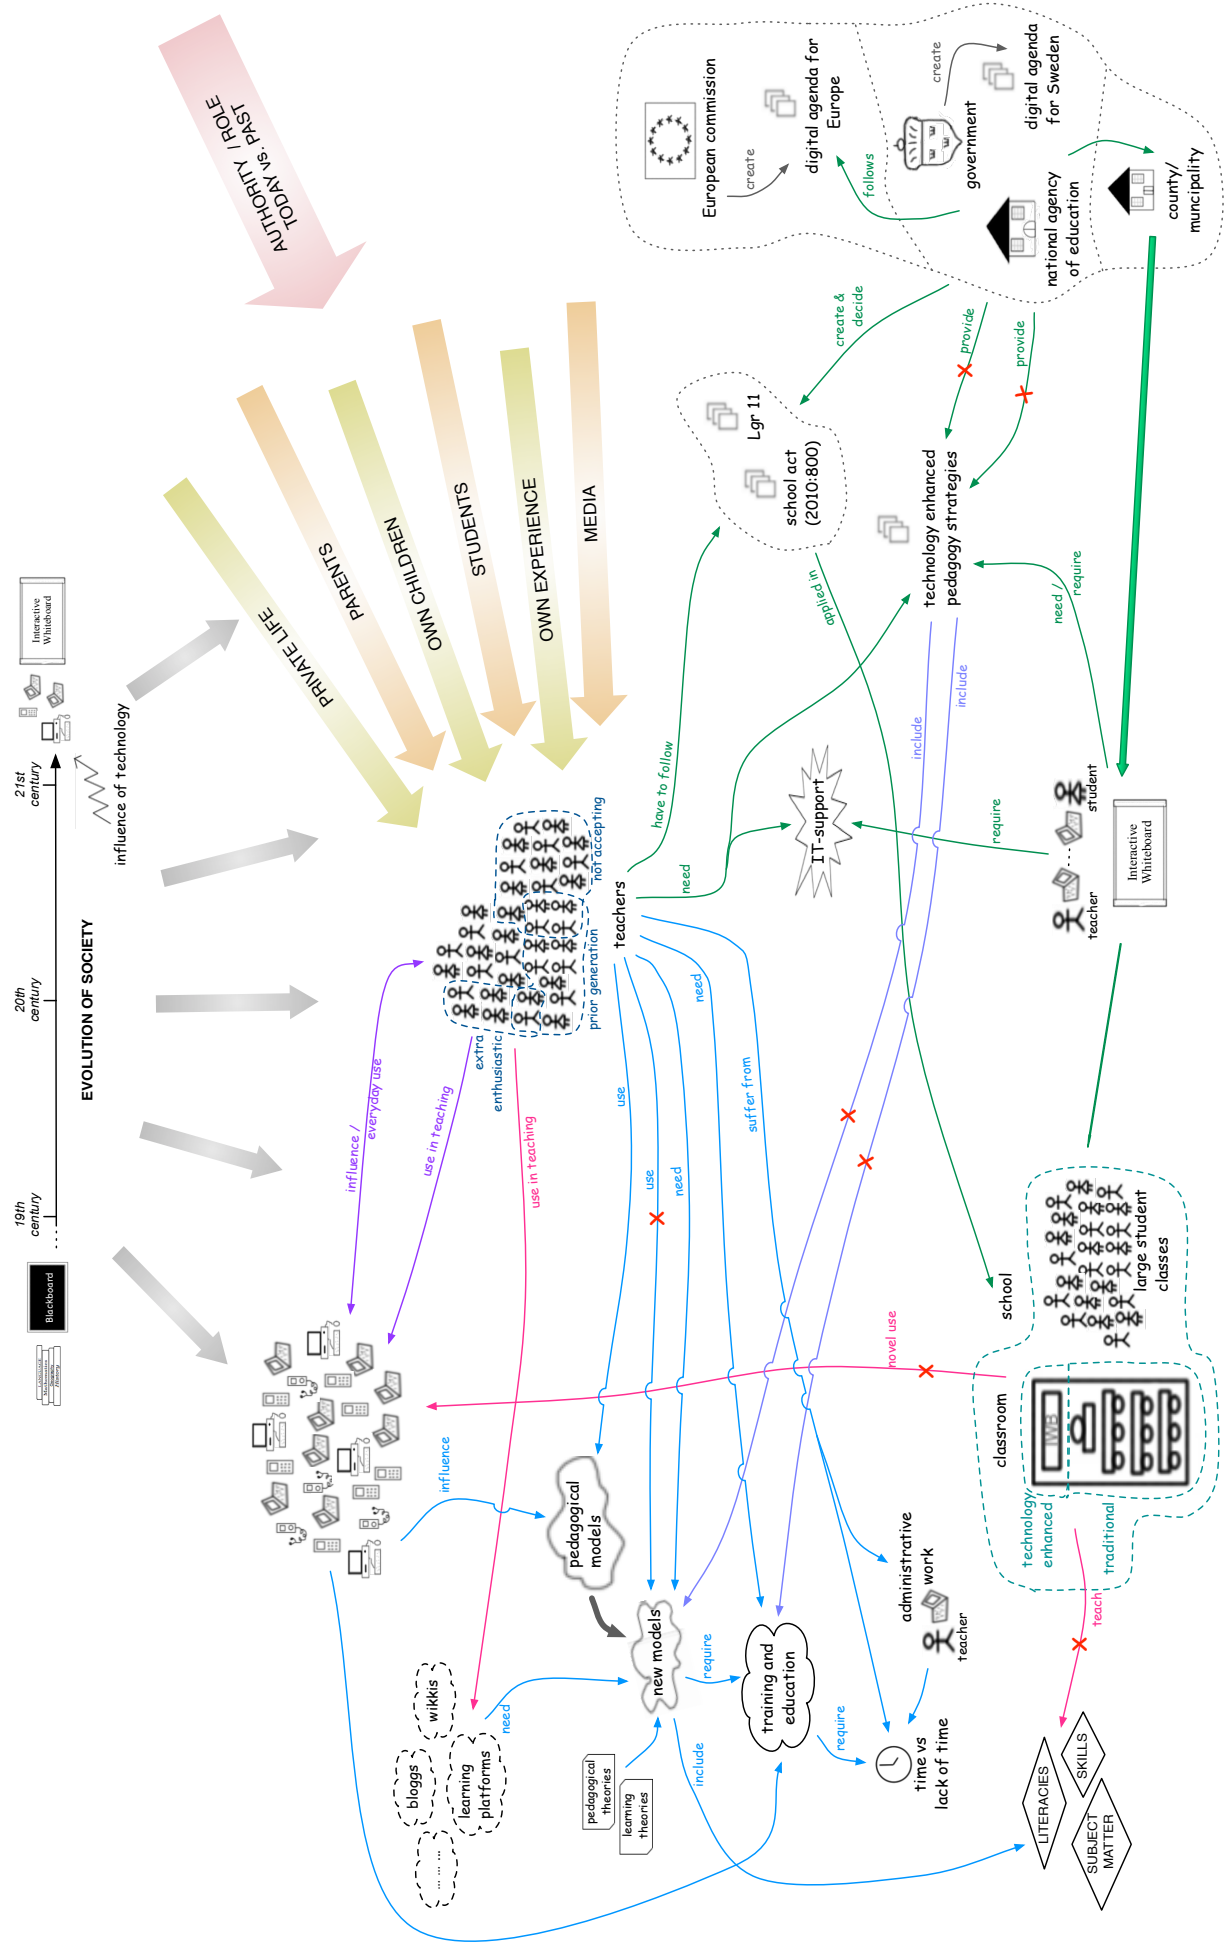 Language
Mathematics
History
Blackboard
19th
century
20th
century
21st
century
Interactive
Whiteboard
EVOLUTION OF SOCIETY
influence of technology
AUTHORITY / ROLE
TODAY vs. PAST
PRIVATE LIFE
PARENTS
OWN CHILDREN
STUDENTS
OWN EXPERIENCE
MEDIA
influence /
everyday use
use in teaching
use in teaching
extra
enthusiastic
prior generation
not accepting
teachers
influence
wikkis
bloggs
learning
platforms
........
need
pedagogical
models
new models
pedagogical
theories
learning
theories
require
include
training and
education
require
use
use
need
need
suffer from
have to follow
need
IT-support
administrative
work
teacher
time vs
lack of time
LITERACIES
SKILLS
SUBJECT
MATTER
teach
novel use
classroom
school
technology
enhanced
traditional
IWB
large student
classes
teacher
student
Interactive
Whiteboard
require
need /
require
include
include
applied in
technology enhanced
pedagogy strategies
Lgr 11
school act
(2010:800)
create &
decide
provide
provide
European commission
create
digital agenda for
Europe
follows
government
create
digital agenda
for Sweden
national agency
of education
county/
muncipality